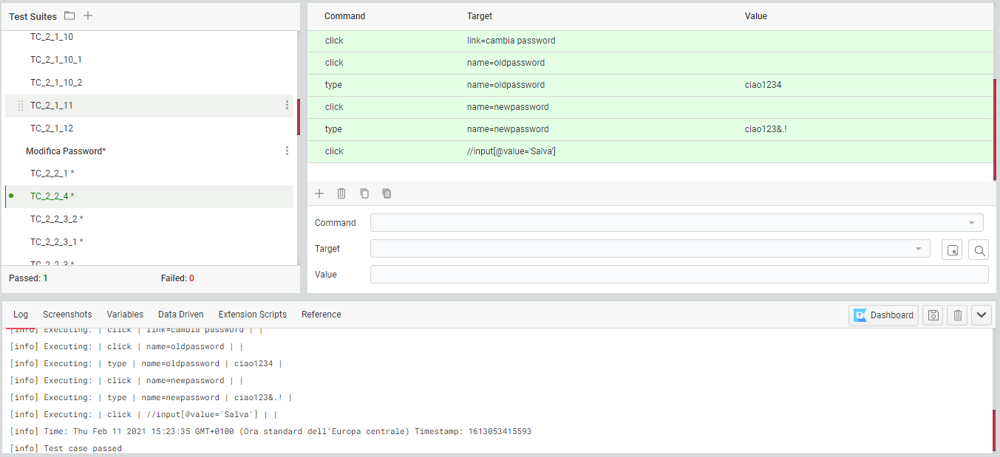 Test Suites
TC_2_1_10
TC_2_1_10_1
TC_2_1_10_2
TC_2_1_11
TC_2_1_12
Modifica Password*
TC_2_2_1 *
TC_2_2_4 *
TC_2_2_3_2 *
TC_2_2_3_1 *
TC_2_2_3 *
Passed: 1 Failed: 0
Command Target Value
click link=cambia password
click name=oldpassword
type name=oldpassword ciao1234
click name=newpassword
type name=newpassword ciao123&.!
click //input[@value='Salva']
Command
Target
Value
Log Screenshots Variables Data Driven Extension Scripts Reference Dashboard
[info] Executing: | click | link=cambia password | |
[info] Executing: | click | name=oldpassword | |
[info] Executing: | type | name=oldpassword | ciao1234 |
[info] Executing: | click | name=newpassword | |
[info] Executing: | type | name=newpassword | ciao123&.! |
[info] Executing: | click | //input[@value='Salva'] | |
[info] Time: Thu Feb 11 2021 15:23:35 GMT+0100 (Ora standard dell'Europa centrale) Timestamp: 1613053415593
[info] Test case passed